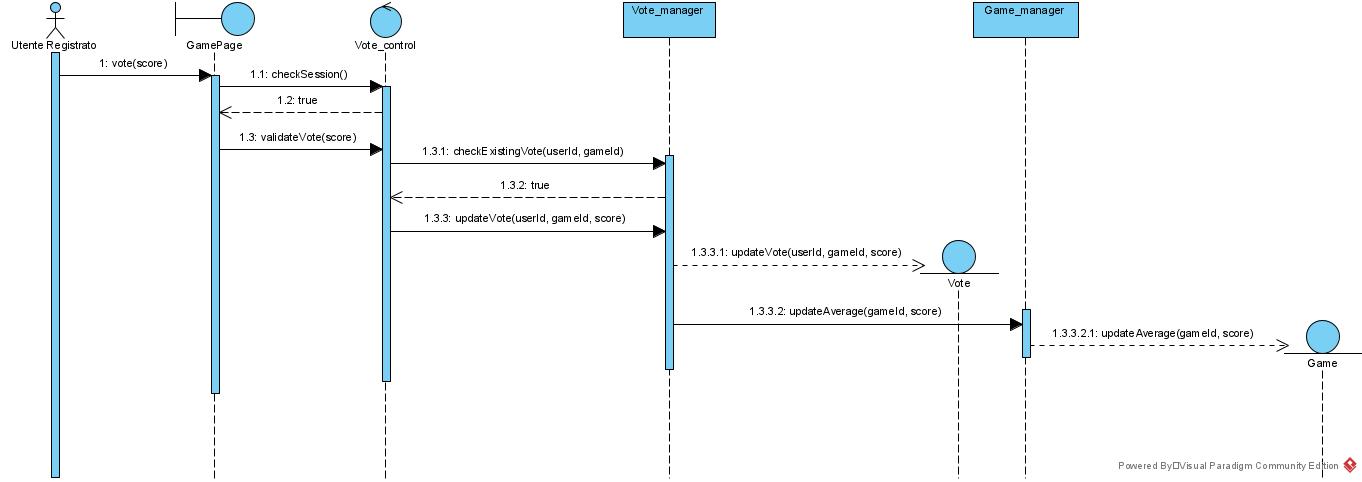 Utente Registrato
GamePage
Vote_control
Vote_manager
Game_manager
1: vote(score)
1.1: checkSession()
1.2: true
1.3: validateVote(score)
1.3.1: checkExistingVote(userId, gameId)
1.3.2: true
1.3.3: updateVote(userId, gameId, score)
1.3.3.1: updateVote(userId, gameId, score)
Vote
1.3.3.2: updateAverage(gameId, score)
1.3.3.2.1: updateAverage(gameId, score)
Game
Powered By□Visual Paradigm Community Edition